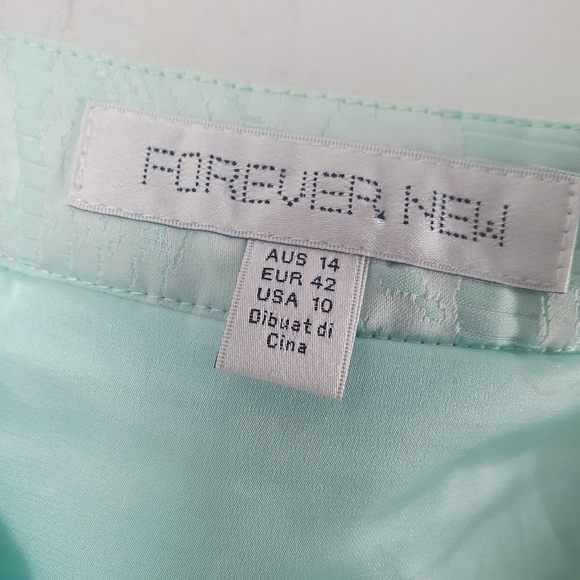 FOREVER NEW
AUS 14
EUR 42
USA 10
Dibuat di
Cina